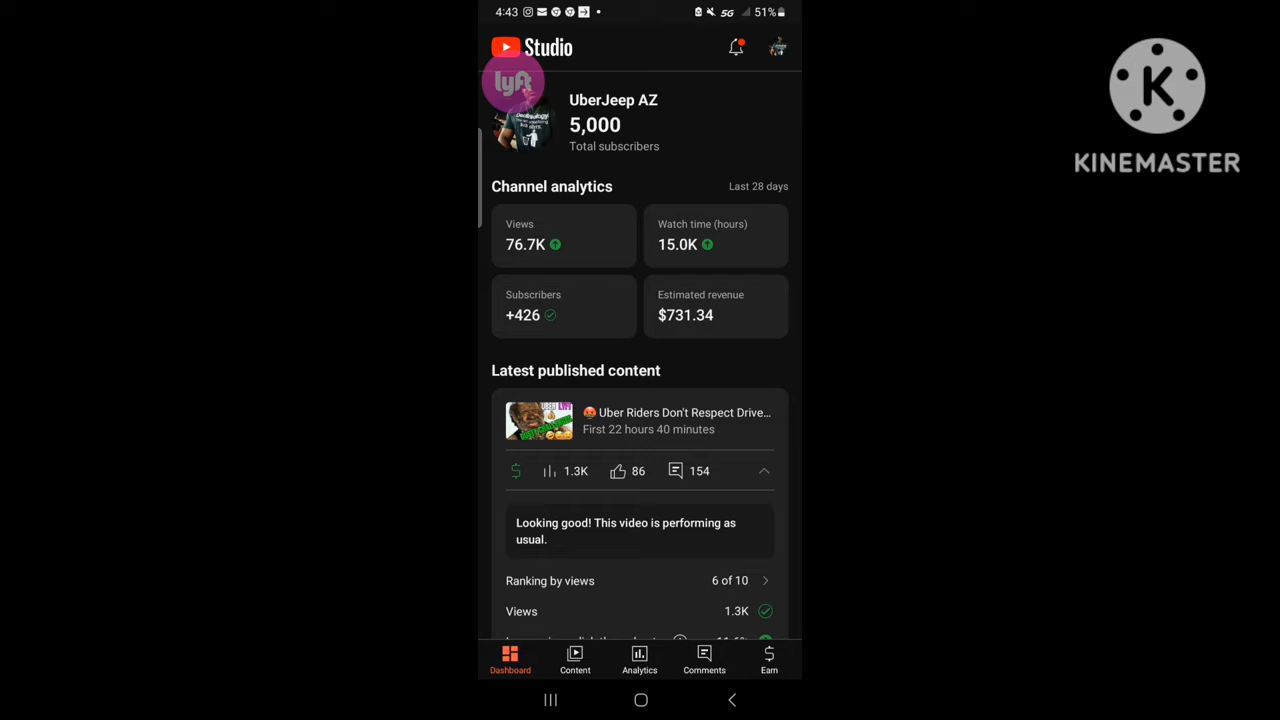 4:43
51%
5G
Studio
lyft
UberJeep AZ
5,000
Total subscribers
Channel analytics
Last 28 days
Views
76.7K
Watch time (hours)
15.0K
Subscribers
+426
Estimated revenue
$731.34
Latest published content
Uber Riders Don't Respect Drive...
First 22 hours 40 minutes
$ 1.3K 86 154
Looking good! This video is performing as
usual.
Ranking by views
6 of 10
Views
1.3K
Dashboard
Content
Analytics
Comments
Earn
K
KINEMASTER